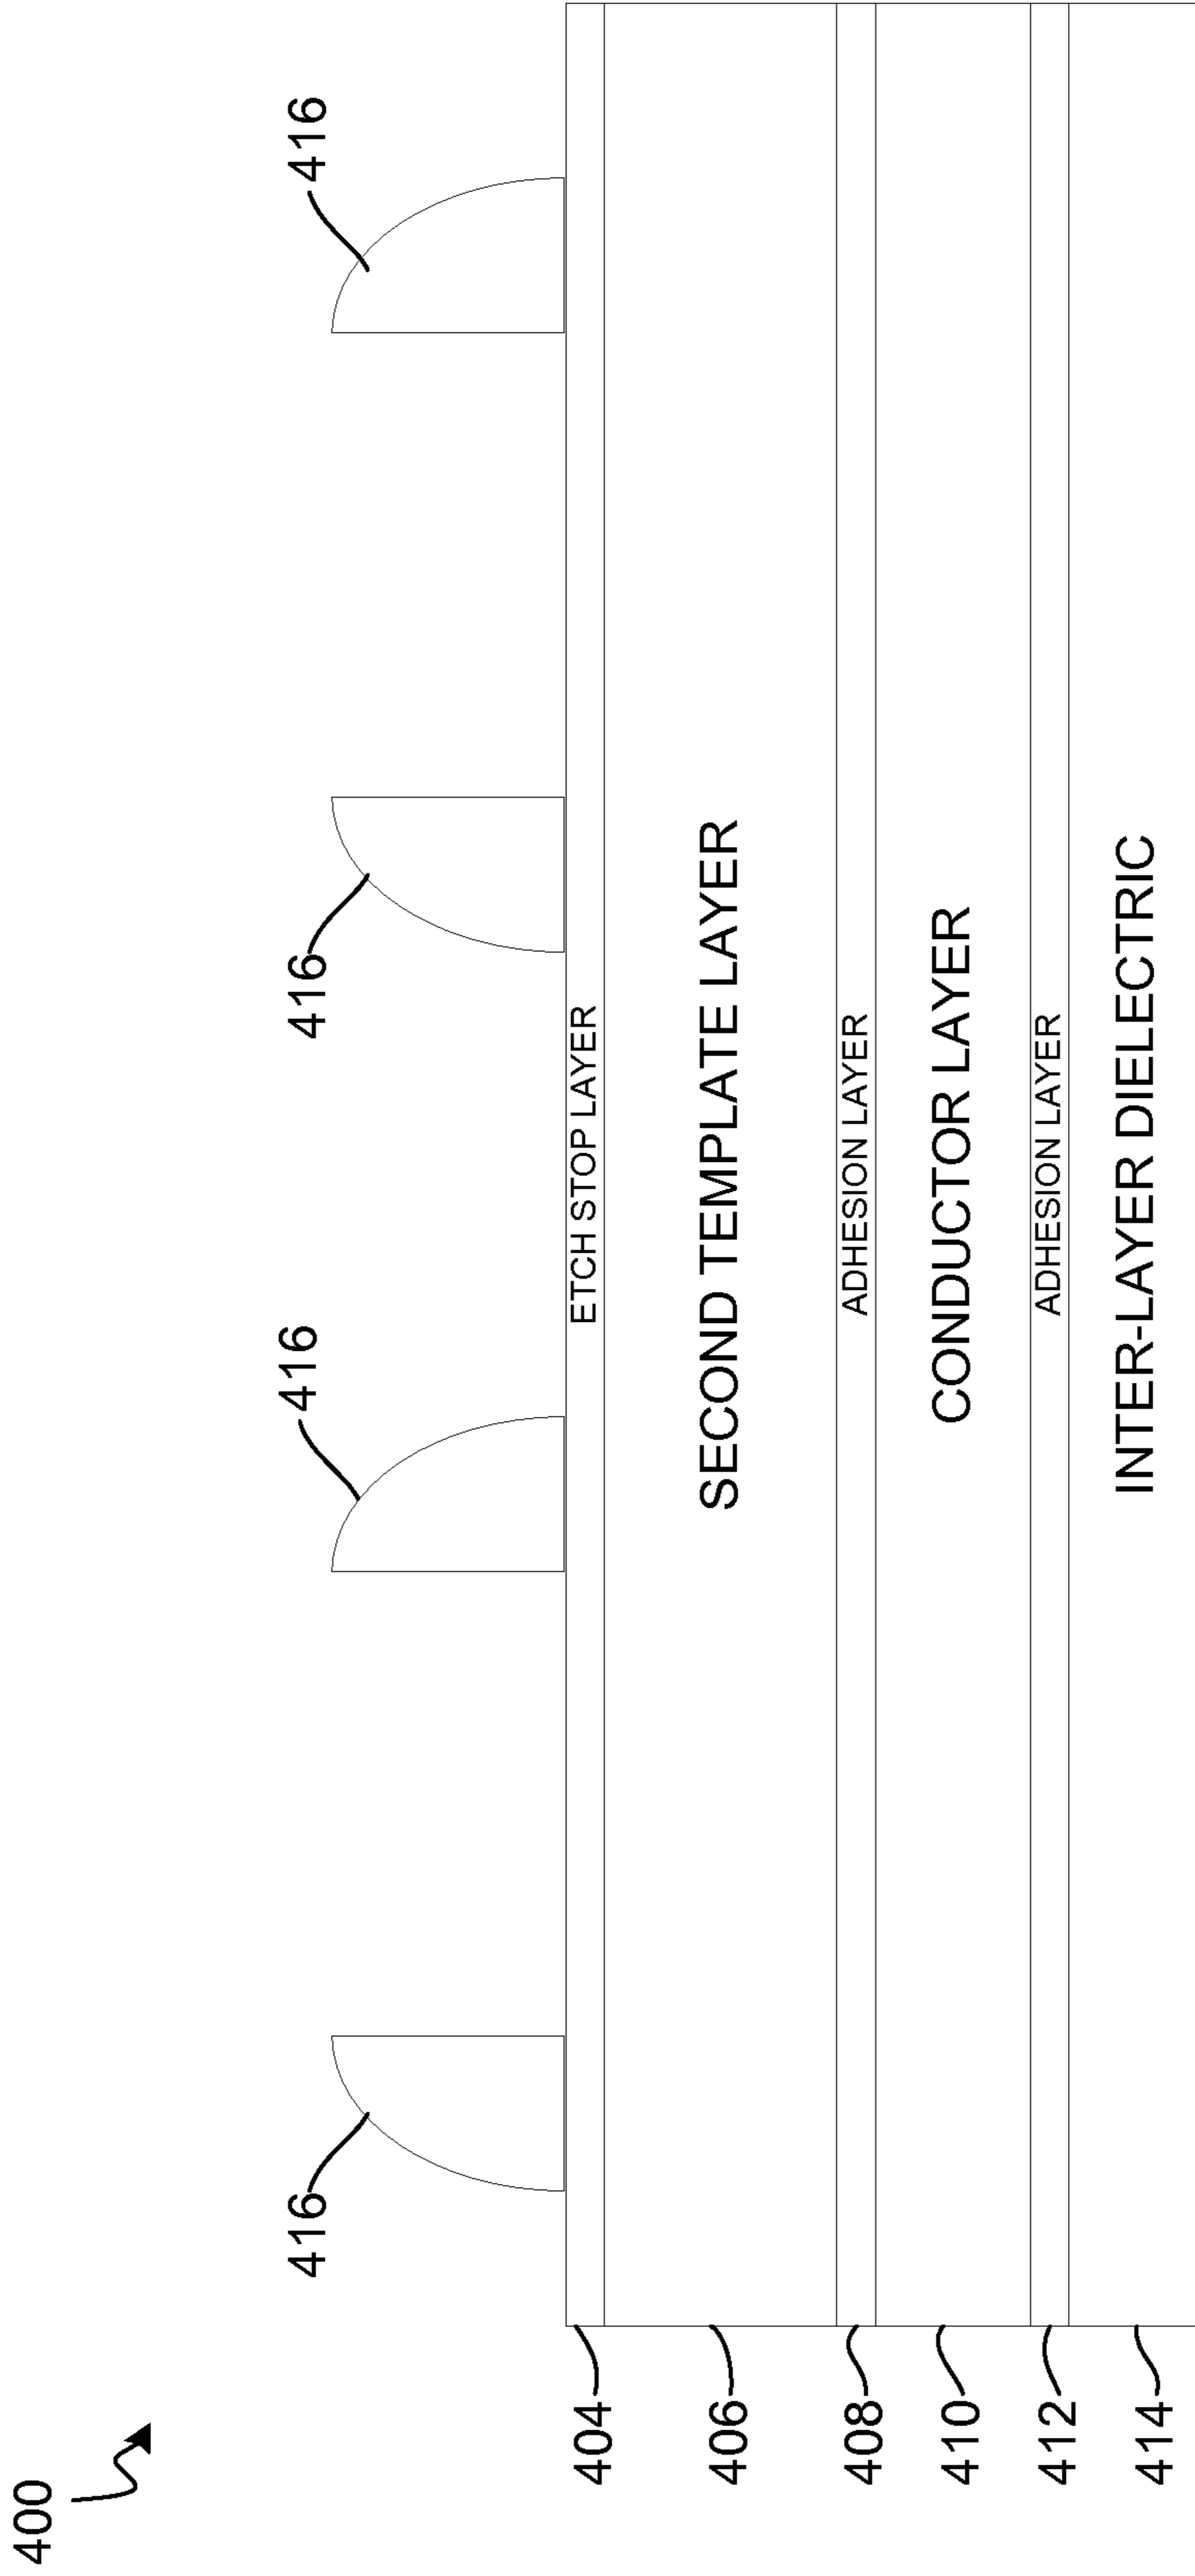 400
416
416
416
416
404
ETCH STOP LAYER
406
SECOND TEMPLATE LAYER
408
ADHESION LAYER
410
CONDUCTOR LAYER
412
ADHESION LAYER
414
INTER-LAYER DIELECTRIC